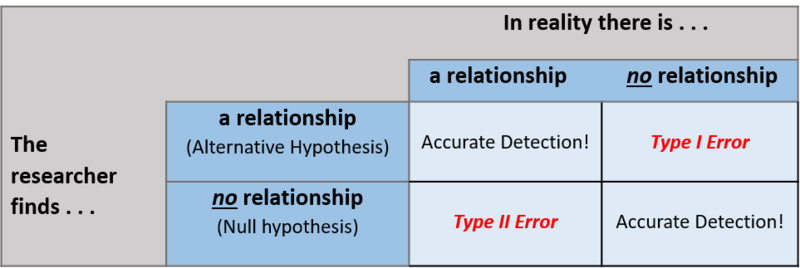 In reality there is . . .
a relationship
no relationship
The
researcher
finds . . .
a relationship
(Alternative Hypothesis)
Accurate Detection!
Type I Error
no relationship
(Null hypothesis)
Type II Error
Accurate Detection!